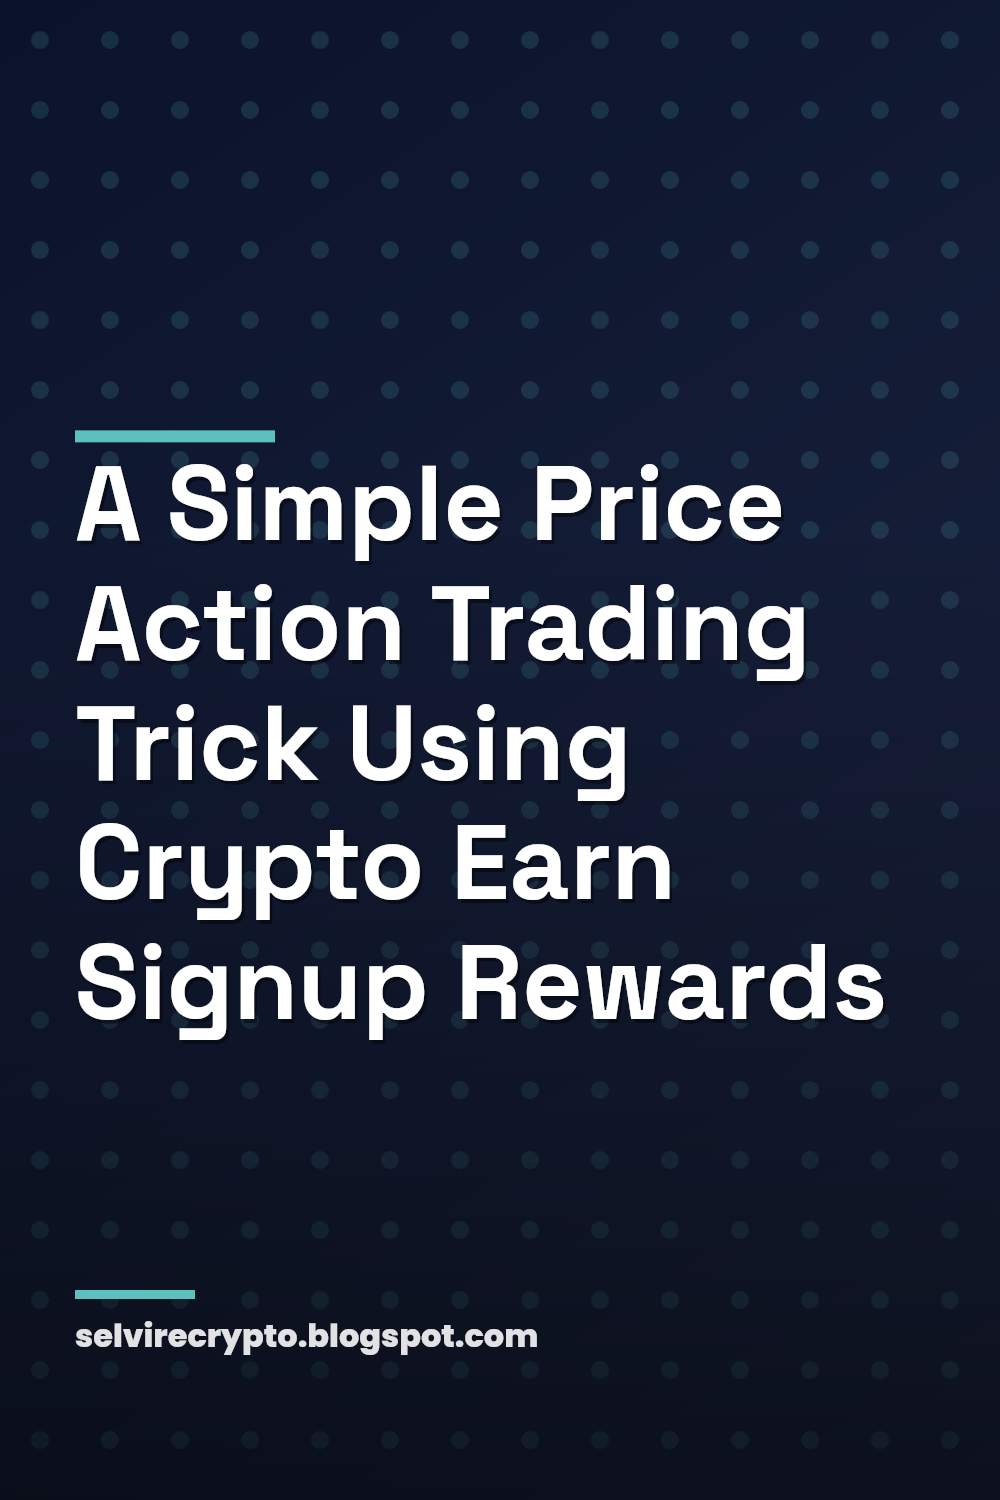 A Simple Price
Action Trading
Trick Using
Crypto Earn
Signup Rewards
selvirecrypto.blogspot.com